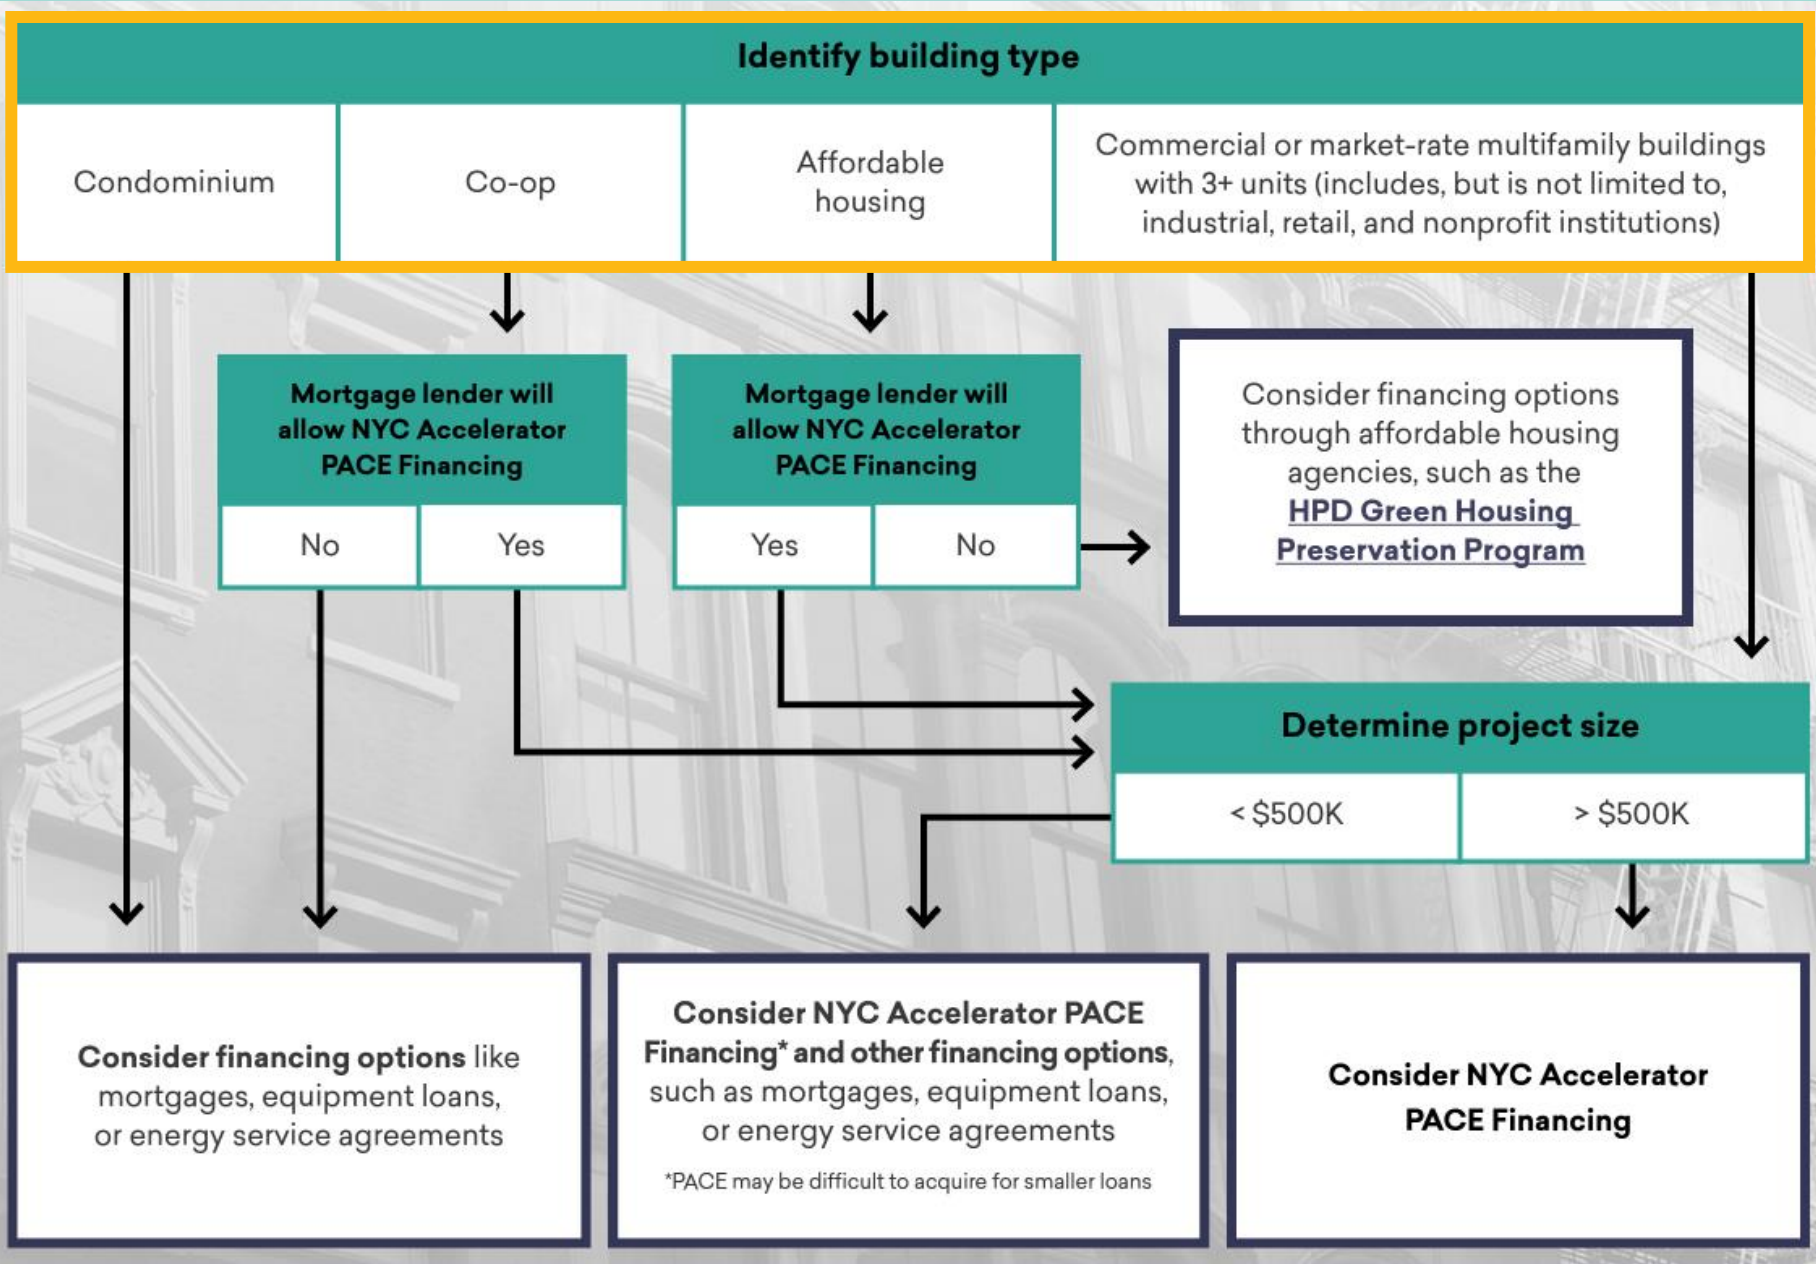 Identify building type
Condominium
Co-op
Affordable
housing
Commercial or market-rate multifamily buildings
with 3+ units (includes, but is not limited to,
industrial, retail, and nonprofit institutions)
Mortgage lender will
allow NYC Accelerator
PACE Financing
No
Yes
Mortgage lender will
allow NYC Accelerator
PACE Financing
Yes
No
Consider financing options
through affordable housing
agencies, such as the
HPD Green Housing
Preservation Program
Determine project size
< $500K
> $500K
Consider financing options like
mortgages, equipment loans,
or energy service agreements
Consider NYC Accelerator PACE
Financing* and other financing options,
such as mortgages, equipment loans,
or energy service agreements
*PACE may be difficult to acquire for smaller loans
Consider NYC Accelerator
PACE Financing